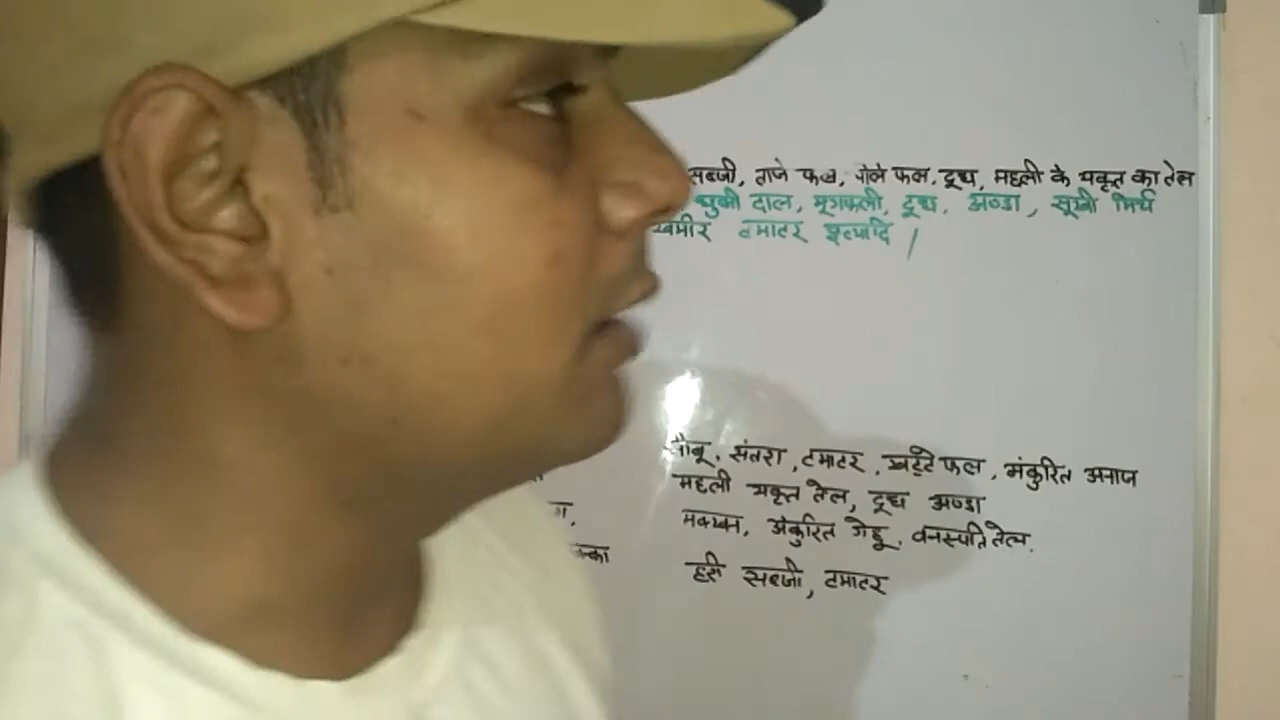 सब्जी, ताजे फल, पीले फल, दूध, मछली के यकृत का तेल
धुली दाल, मूंगफली, दूध, अण्डा, सूखी मिर्च
खमीर टमाटर इत्यादि /
नींबू, संतरा, टमाटर, खट्टे फल, अंकुरित अनाज
मछली यकृत तेल, दूध अण्डा
मक्खन, अंकुरित गेहू, वनस्पति तेल.
हरी सब्जी, टमाटर